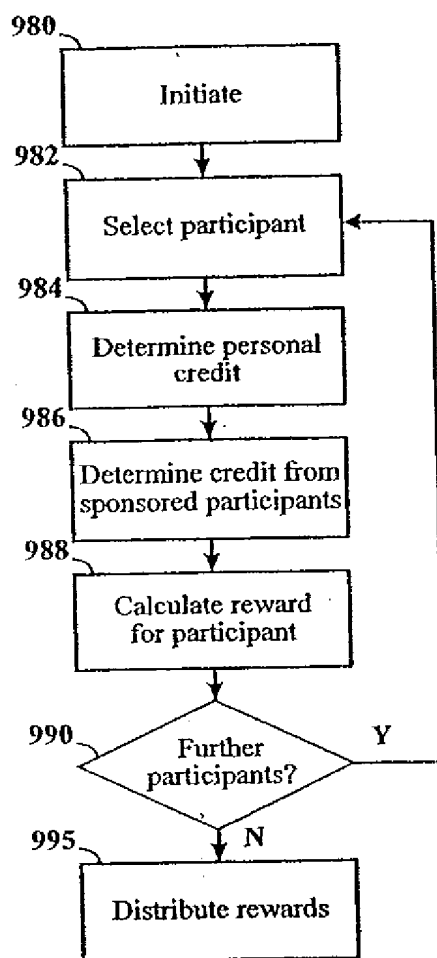 980
Initiate
982
Select participant
984
Determine personal
credit
986
Determine credit from
sponsored participants
988
Calculate reward
for participant
990
Further
participants?
Y
N
995
Distribute rewards